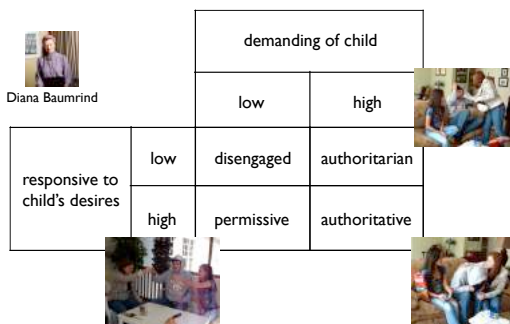 demanding of child
Diana Baumrind
low high
responsive to
child's desires
low disengaged authoritarian
high permissive authoritative